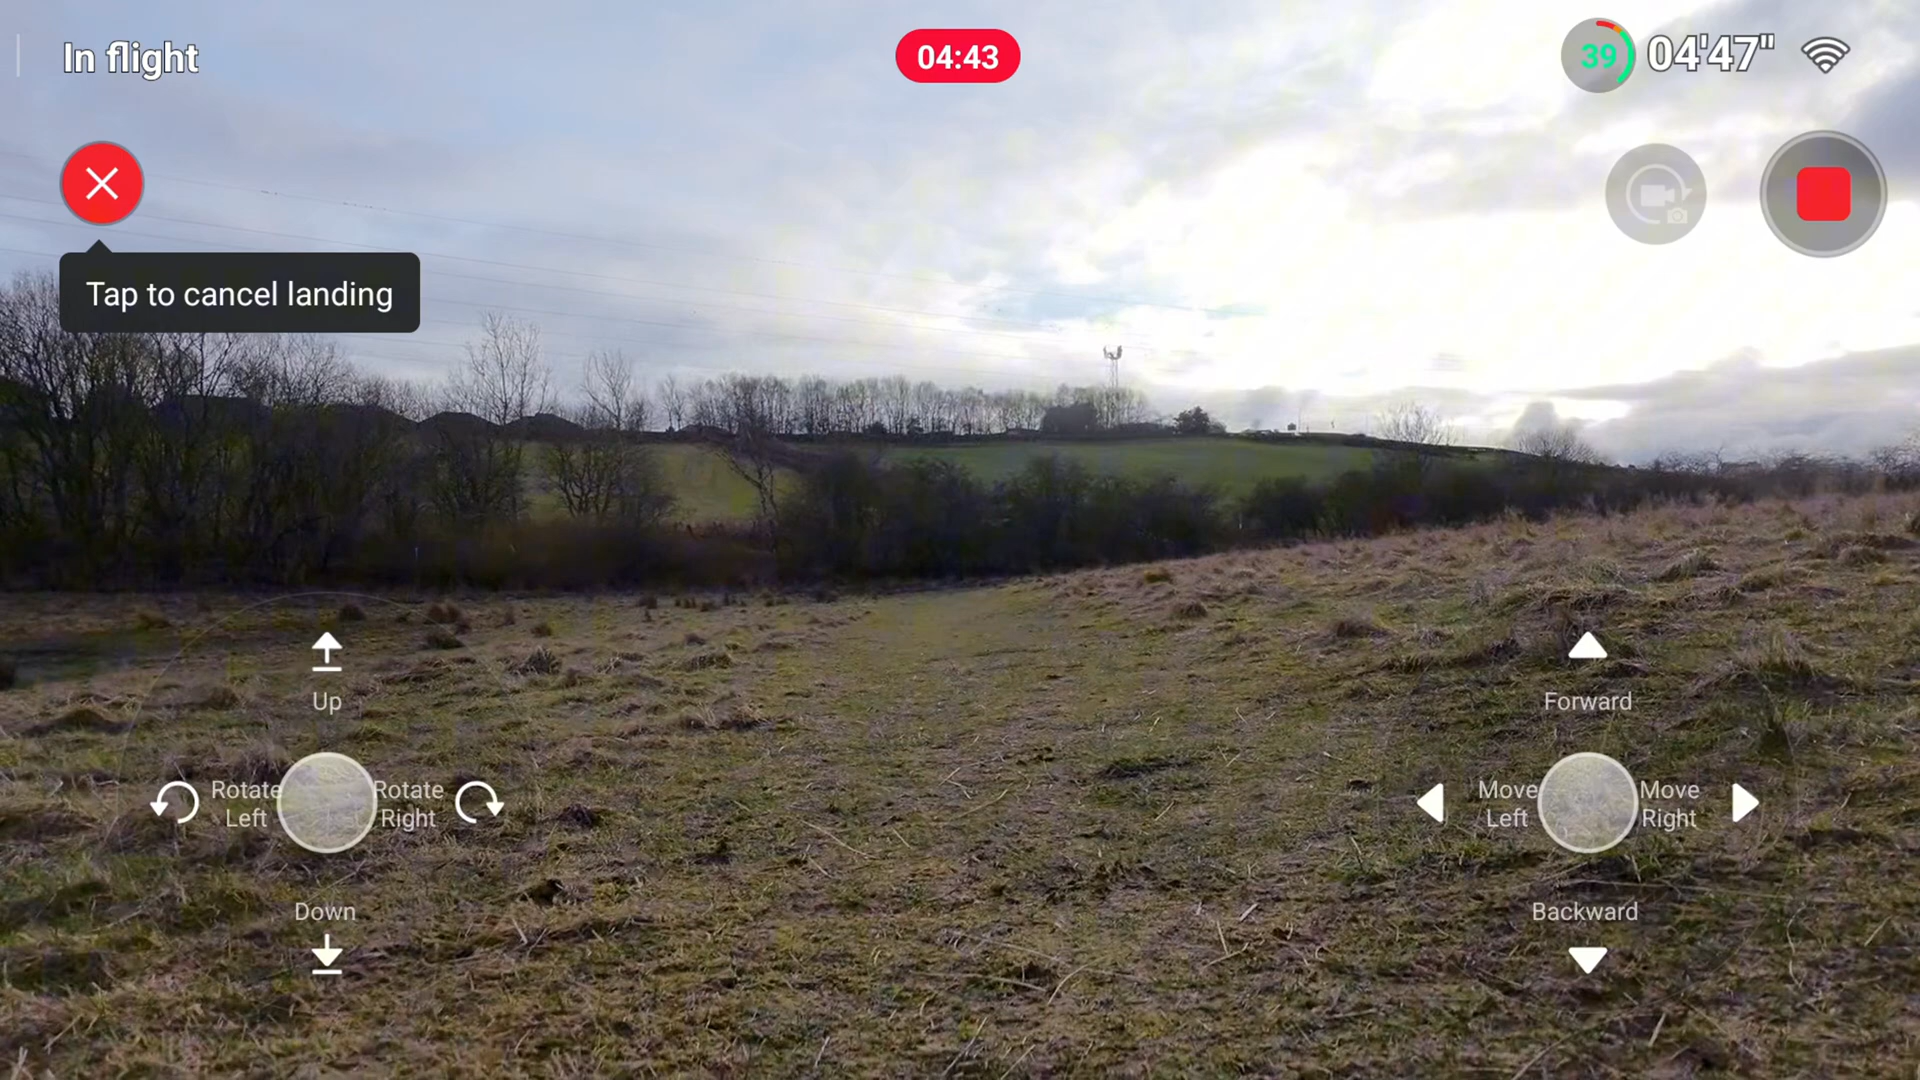 In flight
04:43
39
04'47"
Tap to cancel landing
Up
Rotate
Left
Rotate
Right
Down
Forward
Move
Left
Move
Right
Backward